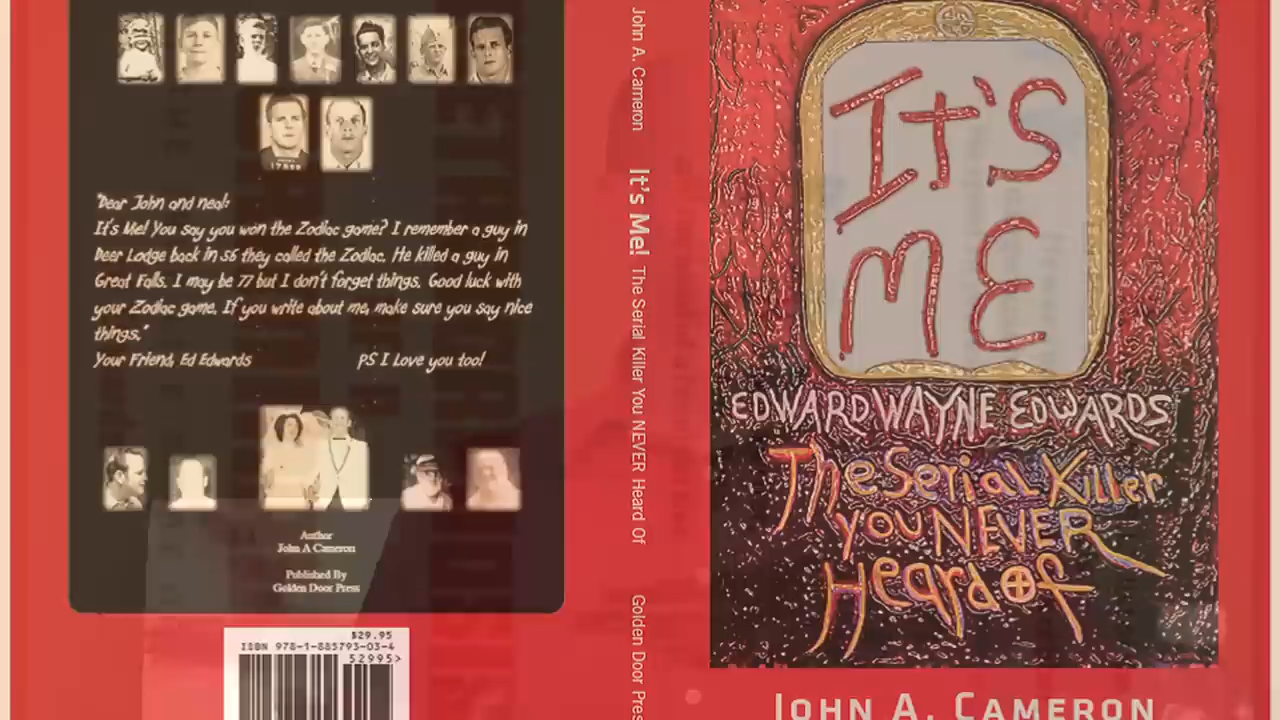 "Dear John and neal:
It's Me! You say you won the Zodiac game? I remember a guy in
Deer Lodge back in 56 they called the Zodiac. He killed a guy in
Great Falls. I may be 77 but I don't forget things. Good luck with
your Zodiac game. If you write about me, make sure you say nice
things."
Your Friend, Ed Edwards PS I Love you too!
Author
John A Cameron
Published By
Golden Door Press
$29.95
ISBN 978-1-885793-03-4
52995>
John A. Cameron It's Me! The Serial Killer You NEVER Heard Of Golden Door Pres
It's
ME
EDWARD WAYNE EDWARDS
The Serial Killer
you NEVER
Heard of
JOHN A. CAMERON